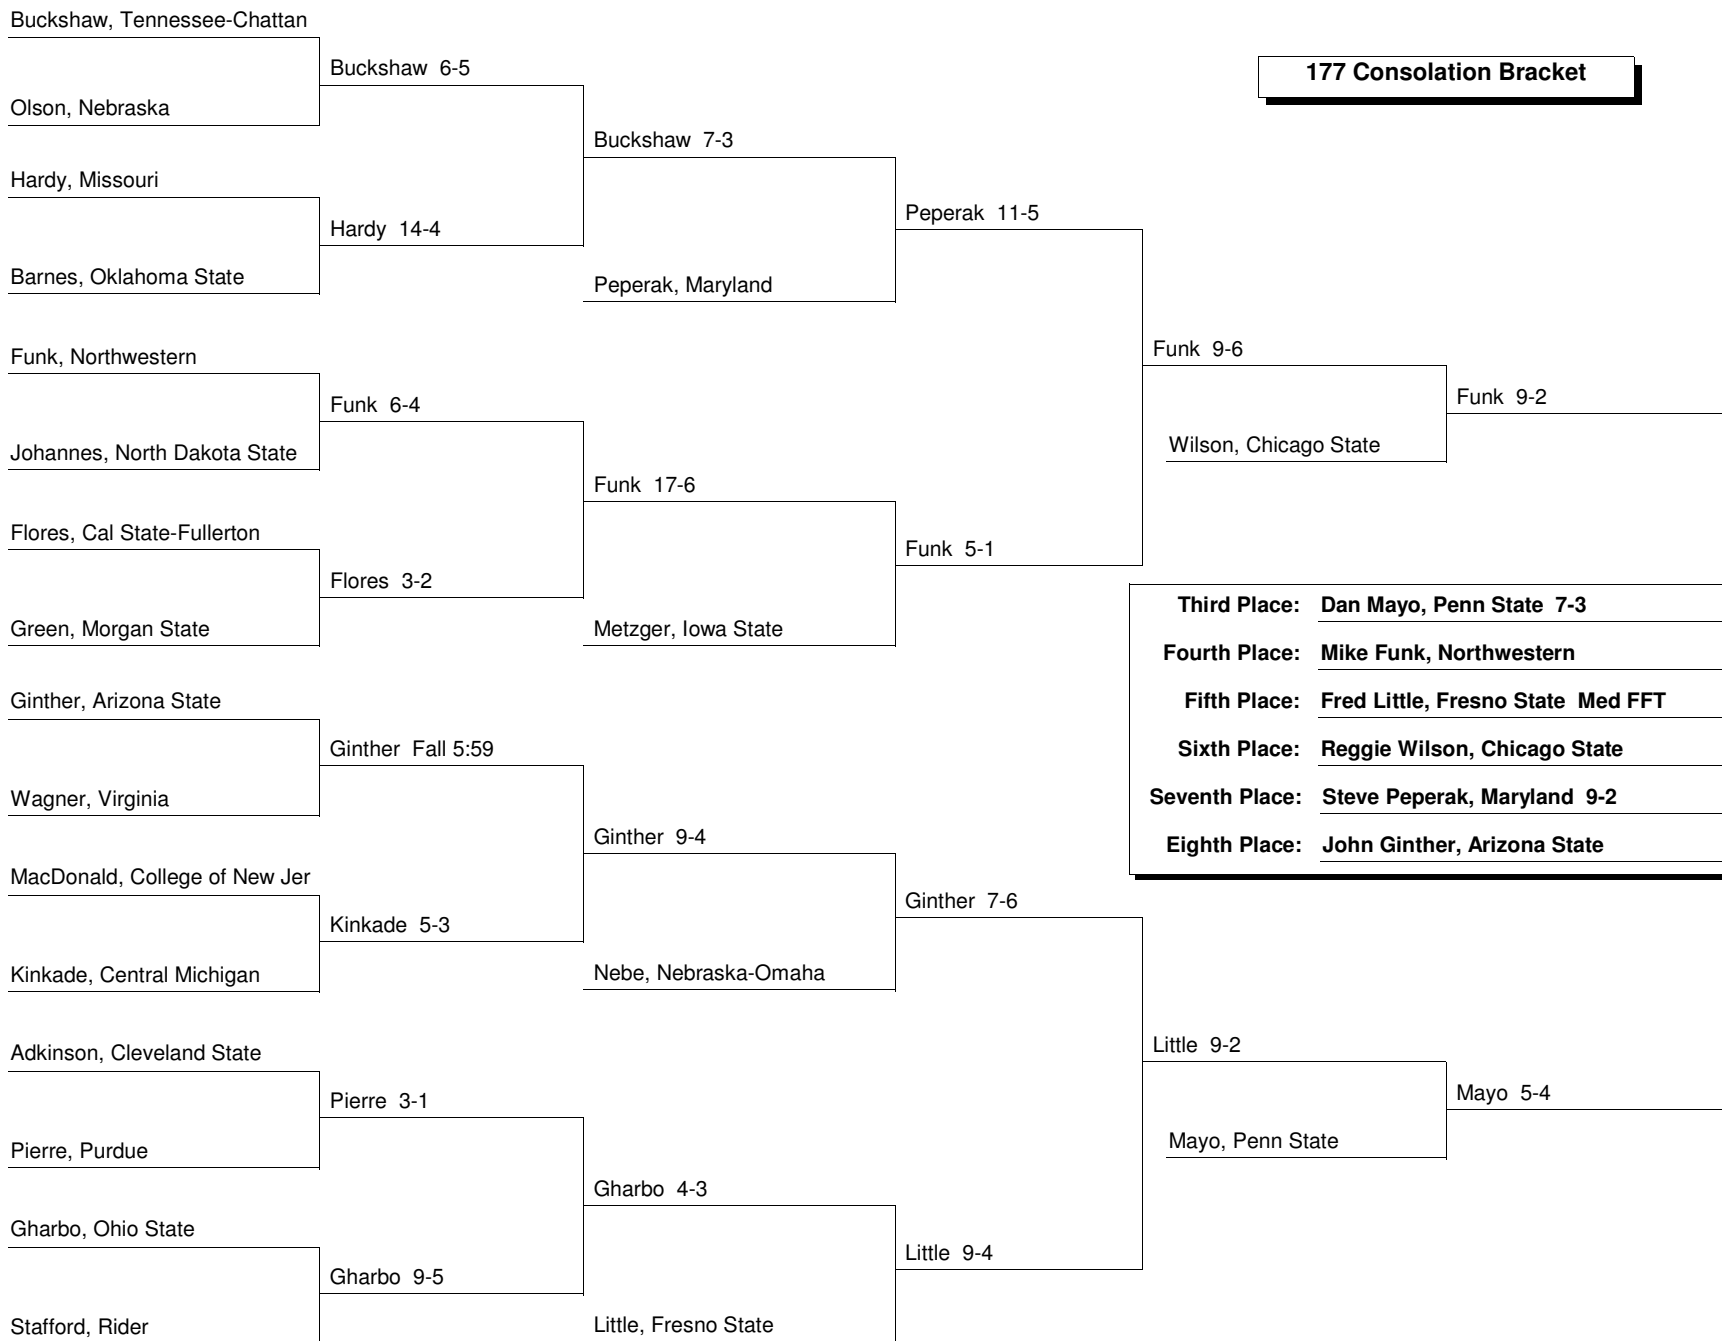 Buckshaw, Tennessee-Chattan
Buckshaw 6-5
177 Consolation Bracket
Olson, Nebraska
Buckshaw 7-3
Hardy, Missouri
Peperak 11-5
Hardy 14-4
Barnes, Oklahoma State
Peperak, Maryland
Funk, Northwestern
Funk 9-6
Funk 6-4
Funk 9-2
Johannes, North Dakota State
Wilson, Chicago State
Funk 17-6
Flores, Cal State-Fullerton
Funk 5-1
Flores 3-2
Green, Morgan State
Metzger, Iowa State
Third Place: Dan Mayo, Penn State 7-3
Fourth Place: Mike Funk, Northwestern
Fifth Place: Fred Little, Fresno State Med FFT
Sixth Place: Reggie Wilson, Chicago State
Seventh Place: Steve Peperak, Maryland 9-2
Eighth Place: John Ginther, Arizona State
Ginther, Arizona State
Ginther Fall 5:59
Wagner, Virginia
Ginther 9-4
MacDonald, College of New Jer
Ginther 7-6
Kinkade 5-3
Kinkade, Central Michigan
Nebe, Nebraska-Omaha
Adkinson, Cleveland State
Little 9-2
Pierre 3-1
Mayo 5-4
Pierre, Purdue
Mayo, Penn State
Gharbo 4-3
Gharbo, Ohio State
Little 9-4
Gharbo 9-5
Stafford, Rider
Little, Fresno State